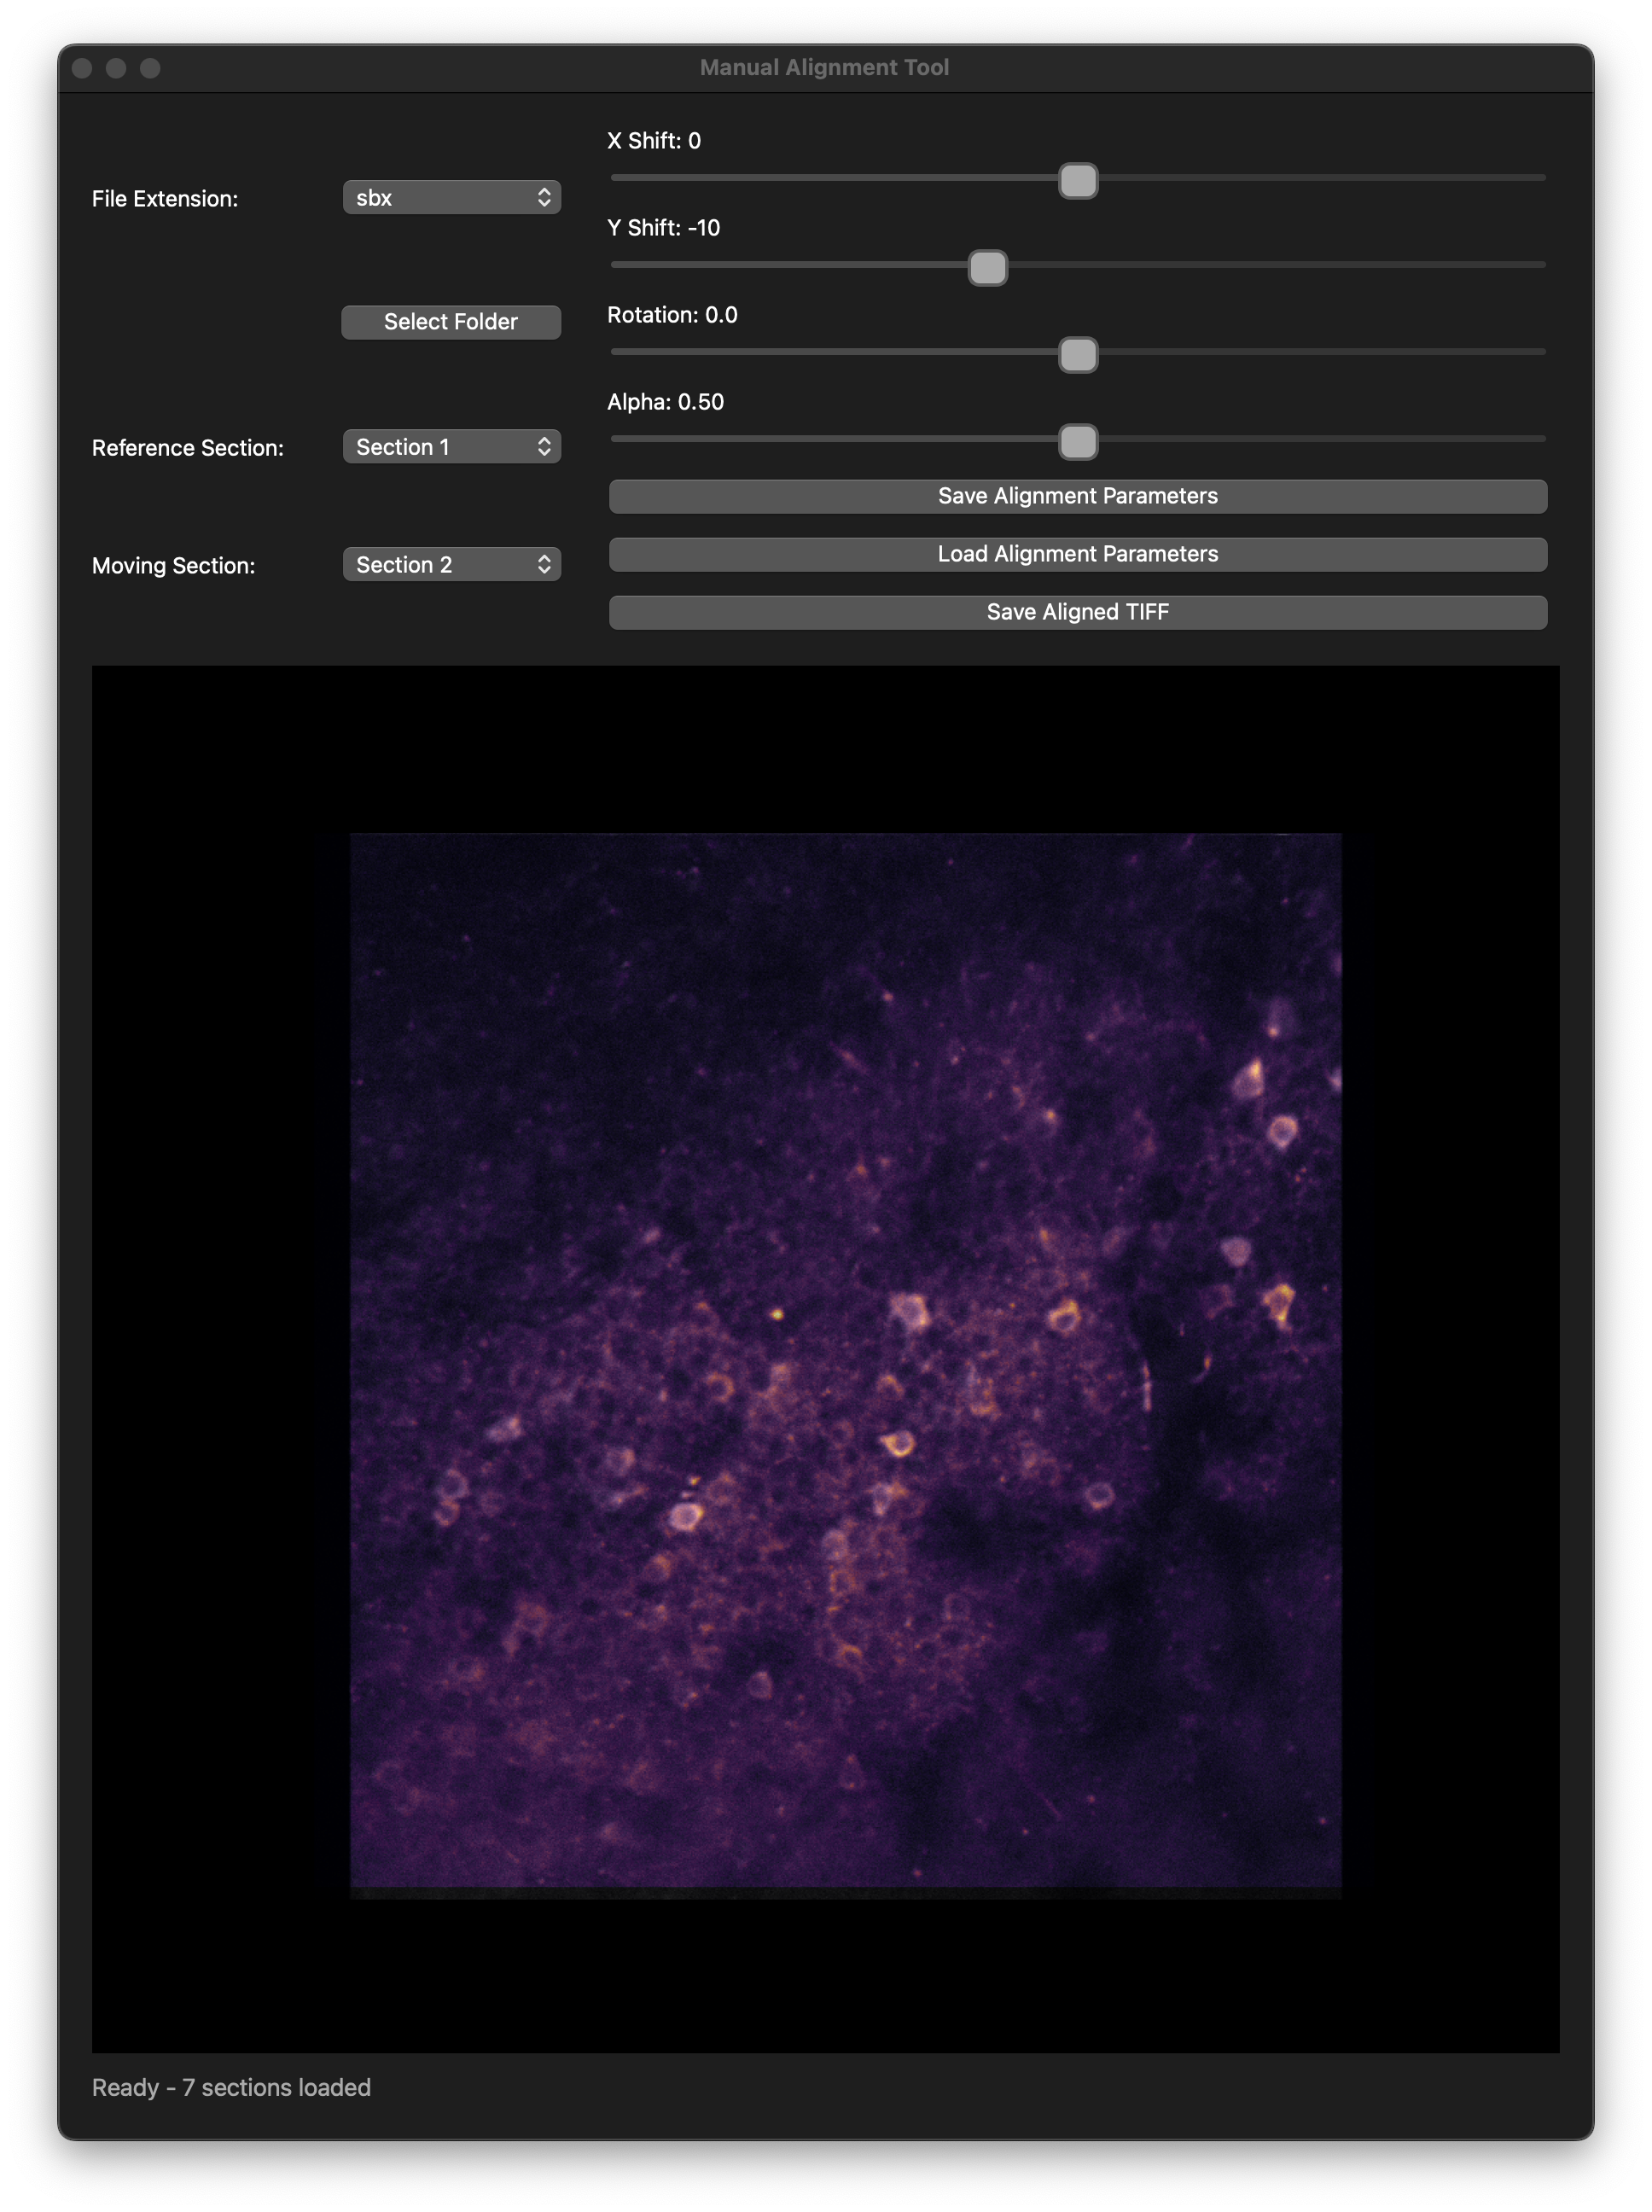 Manual Alignment Tool
File Extension:
sbx
Select Folder
Reference Section:
Section 1
Moving Section:
Section 2
X Shift: 0
Y Shift: -10
Rotation: 0.0
Alpha: 0.50
Save Alignment Parameters
Load Alignment Parameters
Save Aligned TIFF
Ready - 7 sections loaded